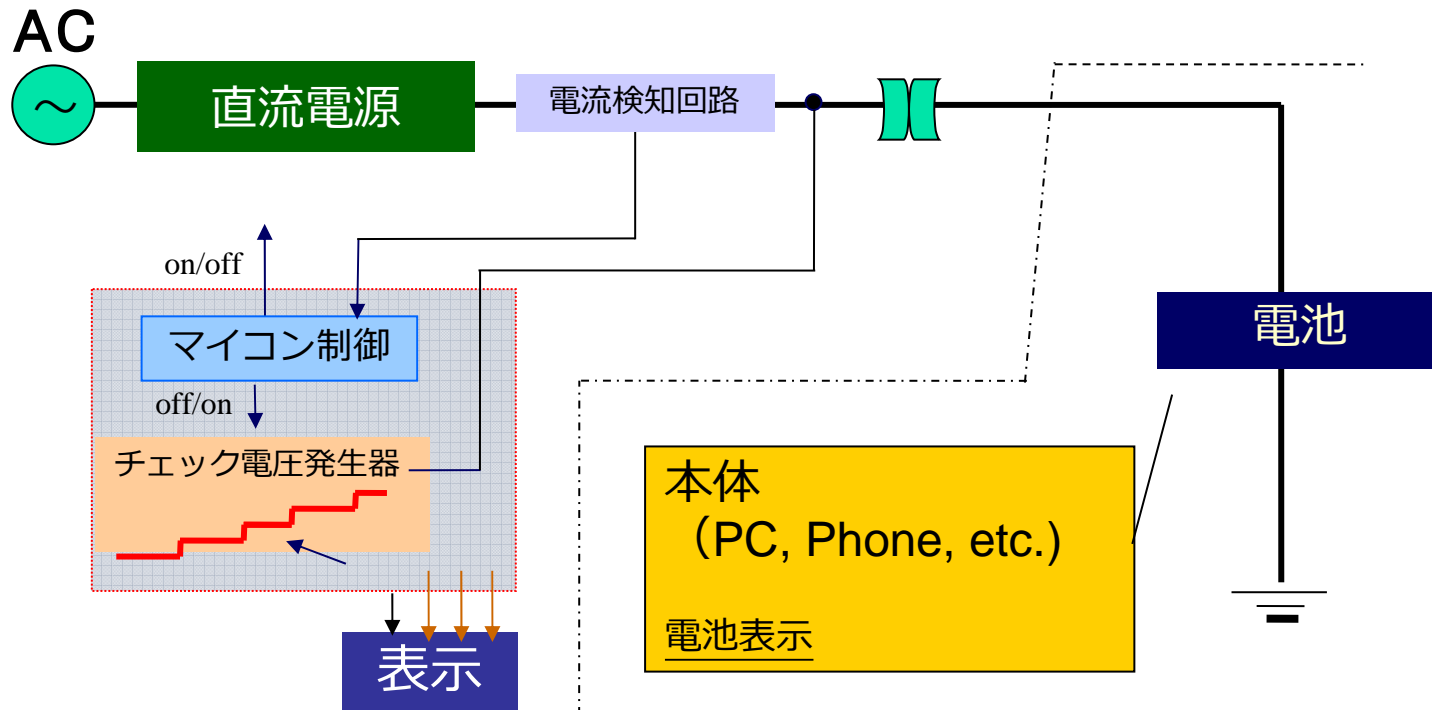 AC
～
直流電源
電流検知回路
on/off
マイコン制御
電池
off/on
チェック電圧発生器
本体
（PC, Phone, etc.)
電池表示
表示